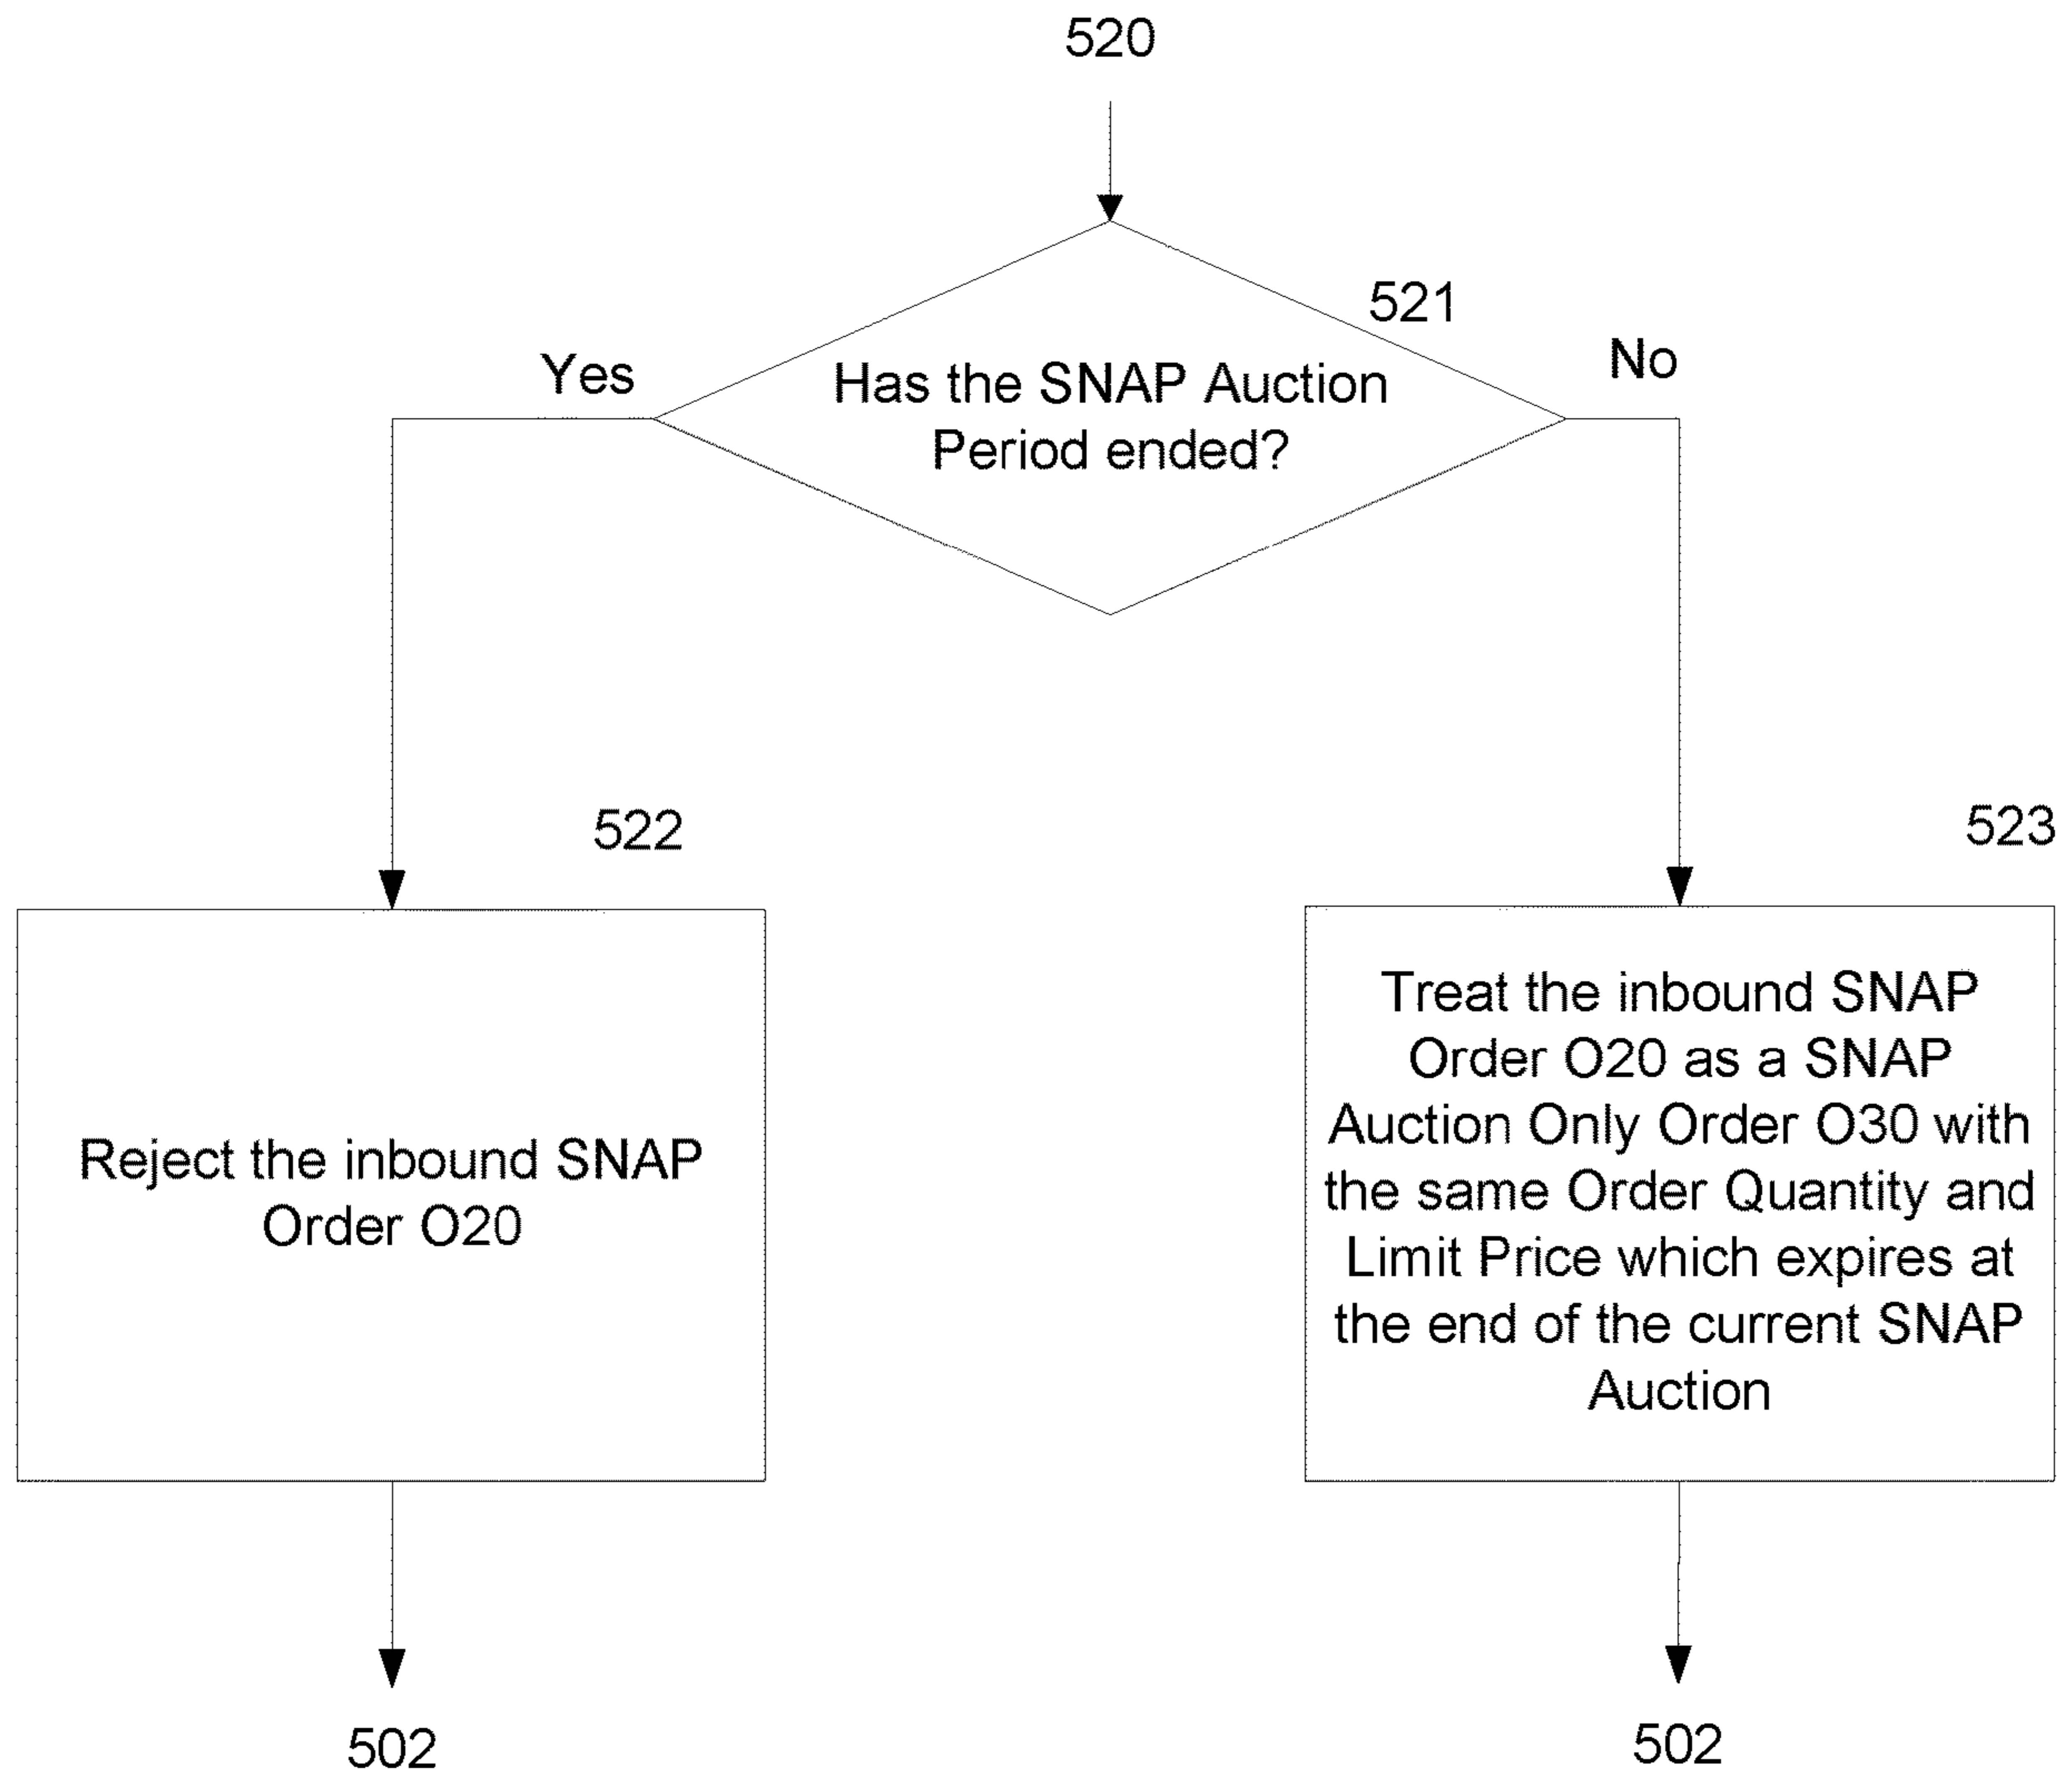 520
521
Yes
No
Has the SNAP Auction
Period ended?
522
523
Reject the inbound SNAP
Order O20
Treat the inbound SNAP
Order O20 as a SNAP
Auction Only Order O30 with
the same Order Quantity and
Limit Price which expires at
the end of the current SNAP
Auction
502
502